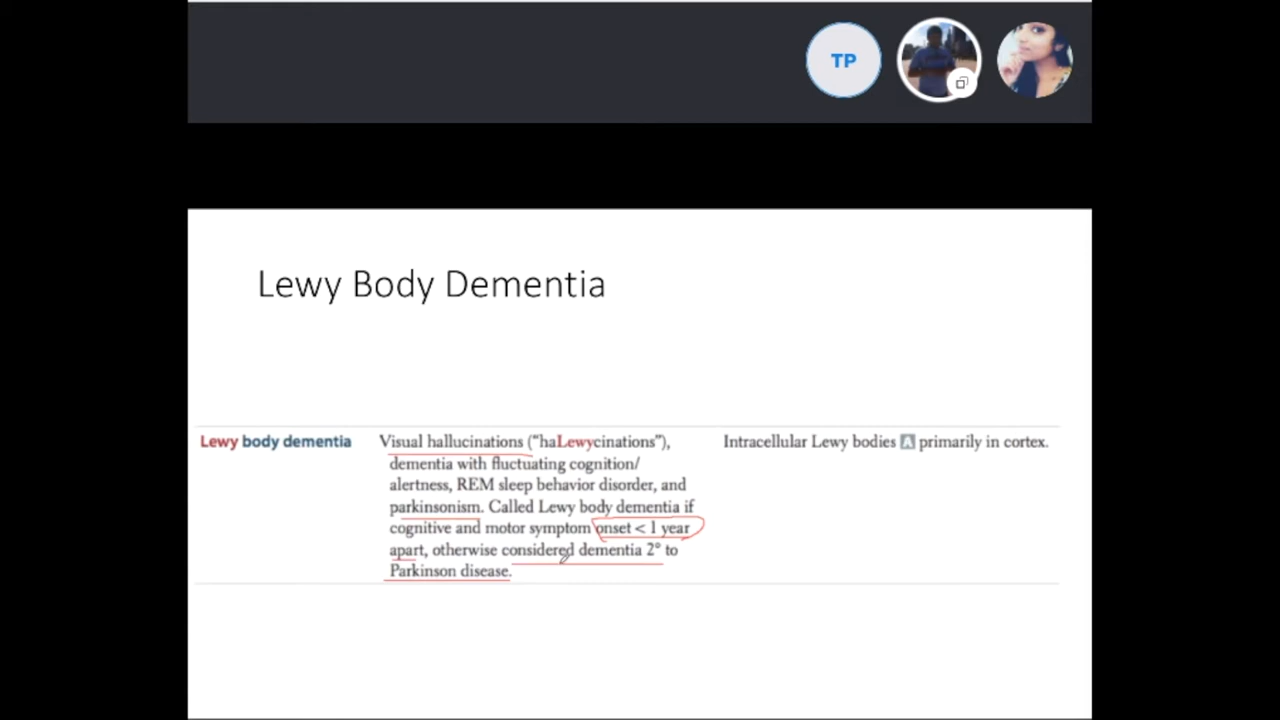 TP
Lewy Body Dementia
Lewy body dementia
Visual hallucinations ("haLewycinations"),
dementia with fluctuating cognition/
alertness, REM sleep behavior disorder, and
parkinsonism. Called Lewy body dementia if
cognitive and motor symptom onset < 1 year
apart, otherwise considered dementia 2° to
Parkinson disease.
Intracellular Lewy bodies A primarily in cortex.